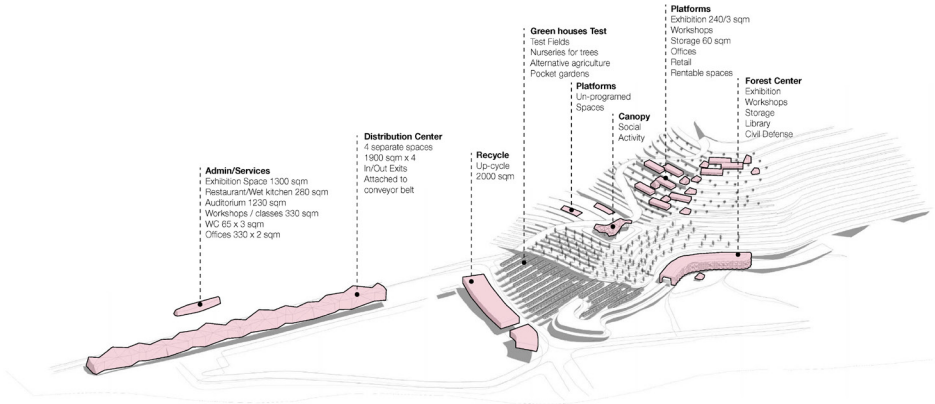 Platforms
Exhibition 240/3 sqm
Workshops
Storage 60 sqm
Offices
Retail
Rentable spaces
Green houses Test
Test Fields
Nurseries for trees
Alternative agriculture
Pocket gardens
Platforms
Un-programed
Spaces
Forest Center
Exhibition
Workshops
Storage
Library
Civil Defense
Canopy
Social
Activity
Distribution Center
4 separate spaces
1900 sqm x 4
In/Out Exits
Attached to
conveyor belt
Recycle
Up-cycle
2000 sqm
Admin/Services
Exhibition Space 1300 sqm
Restaurant/Wet kitchen 280 sqm
Auditorium 1230 sqm
Workshops / classes 330 sqm
WC 65 x 3 sqm
Offices 330 x 2 sqm